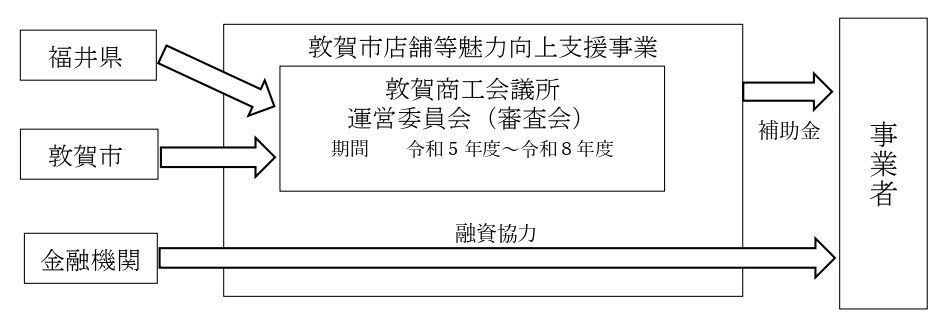 敦賀市店舗等魅力向上支援事業
福井県
敦賀商工会議所
運営委員会（審査会）
期間　　令和５年度～令和８年度
敦賀市
補助金
事業者
融資協力
金融機関